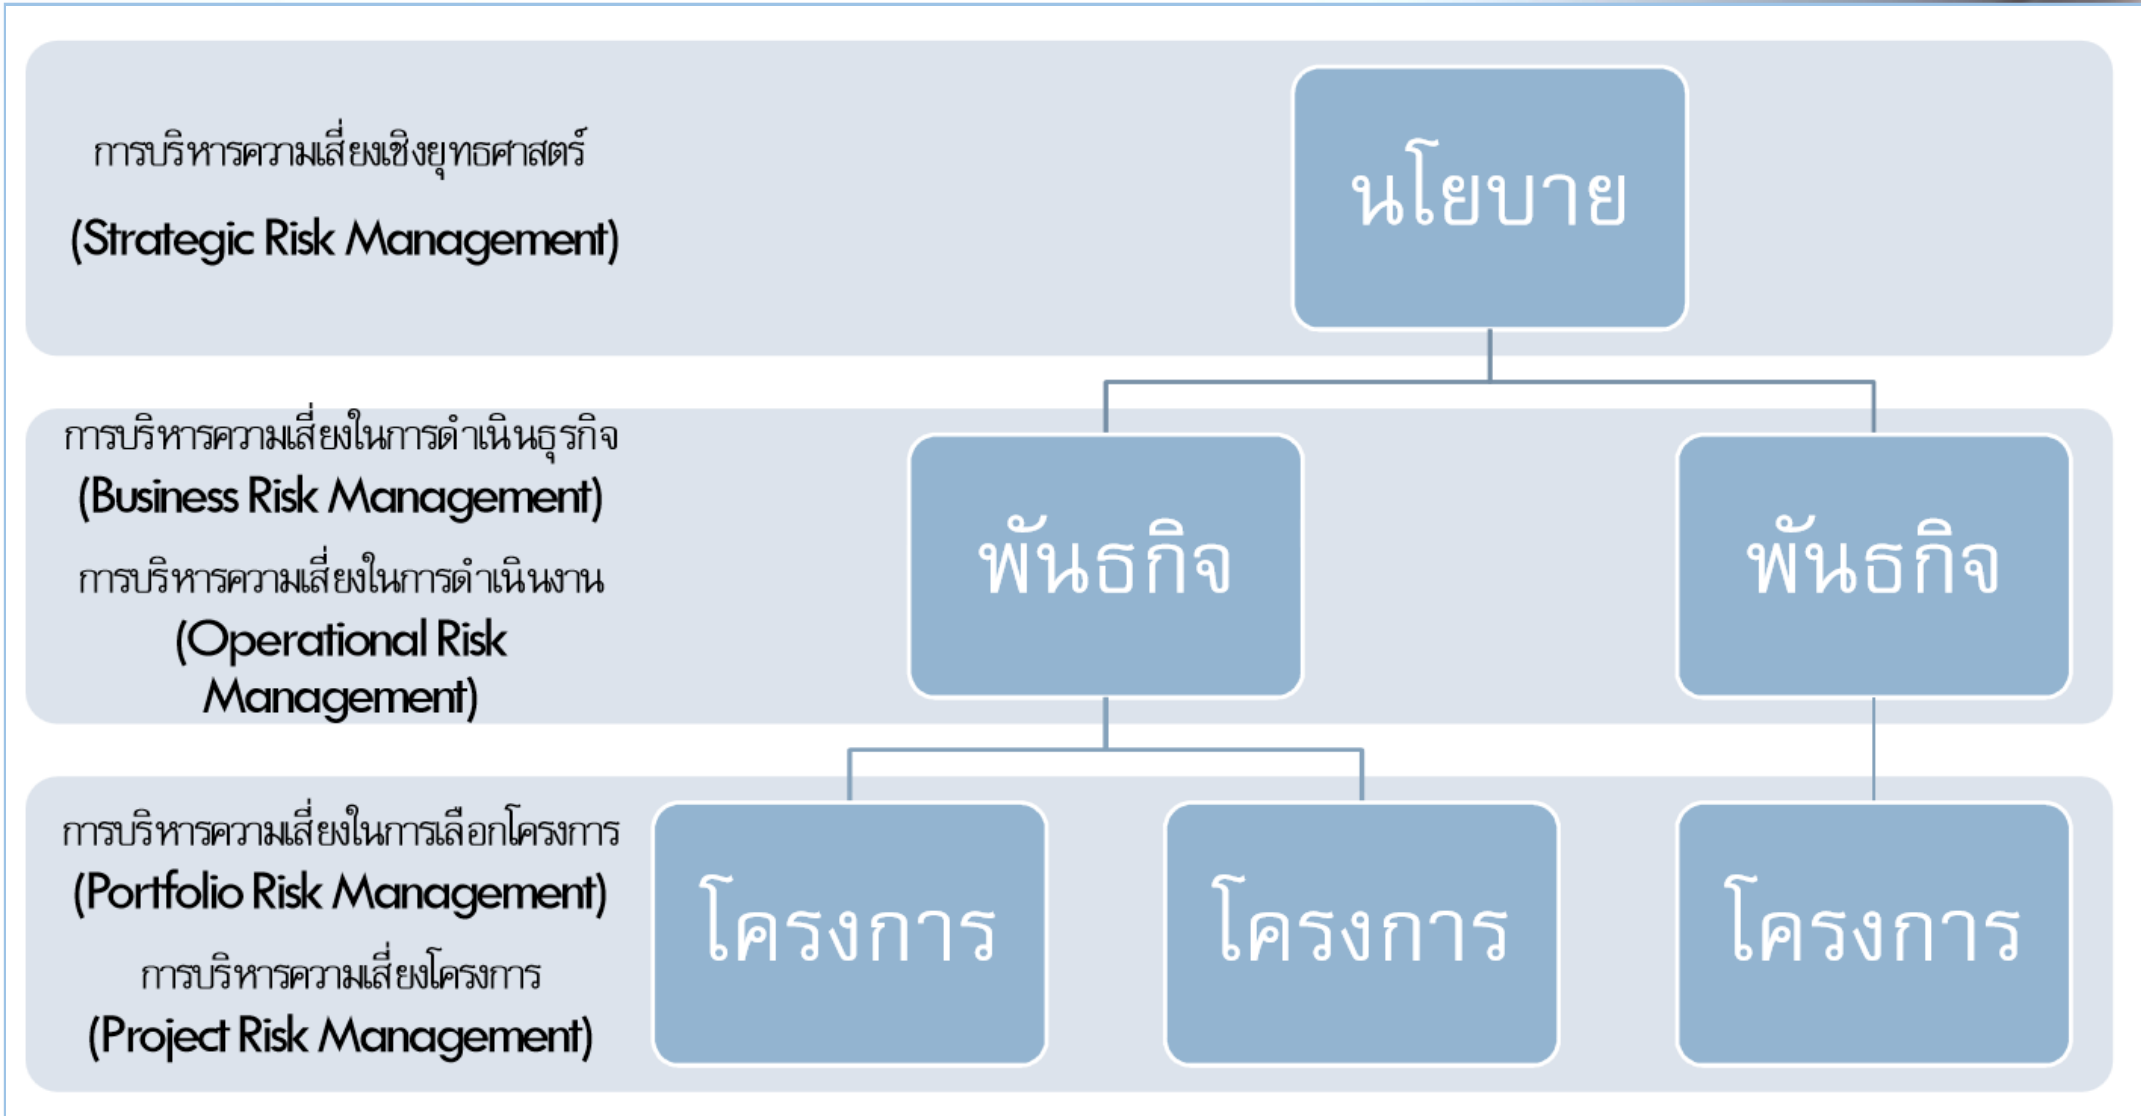 การบริหารความเสี่ยงเชิงยุทธศาสตร์
(Strategic Risk Management)
นโยบาย
การบริหารความเสี่ยงในการดำเนินธุรกิจ
(Business Risk Management)
การบริหารความเสี่ยงในการดำเนินงาน
(Operational Risk
Management)
พันธกิจ
พันธกิจ
การบริหารความเสี่ยงในการเลือกโครงการ
(Portfolio Risk Management)
การบริหารความเสี่ยงโครงการ
(Project Risk Management)
โครงการ
โครงการ
โครงการ